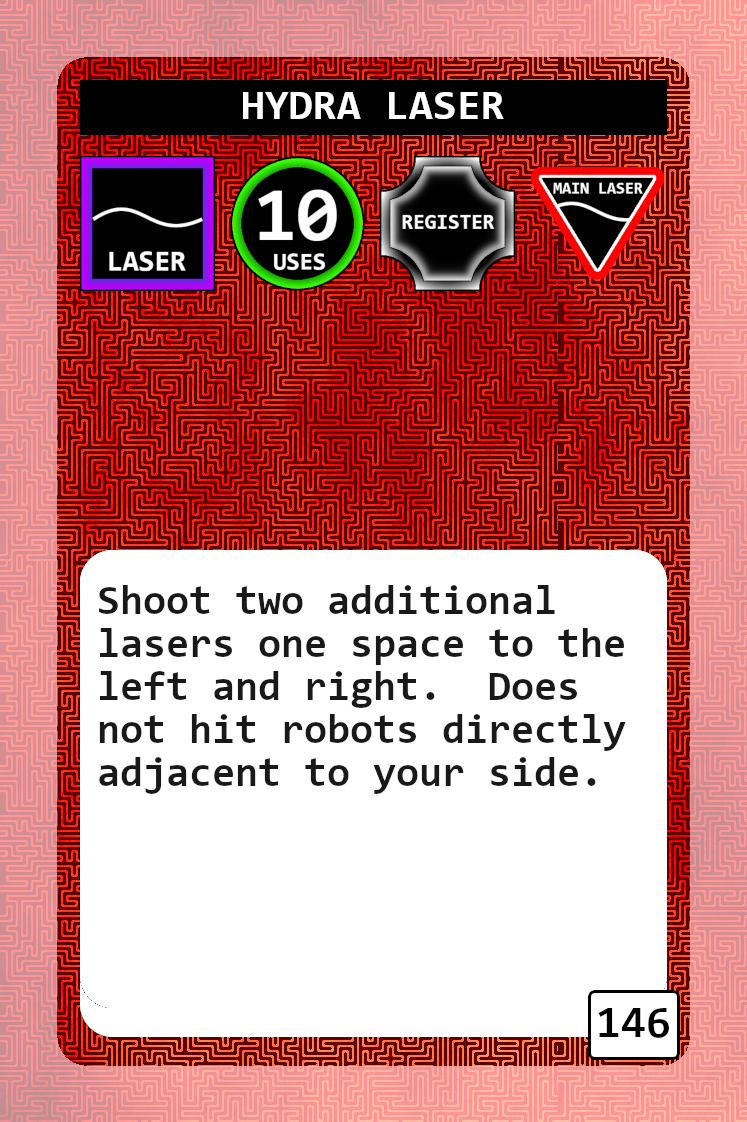 HYDRA LASER
LASER
10
USES
REGISTER
MAIN LASER
Shoot two additional
lasers one space to the
left and right.  Does
not hit robots directly
adjacent to your side.
146